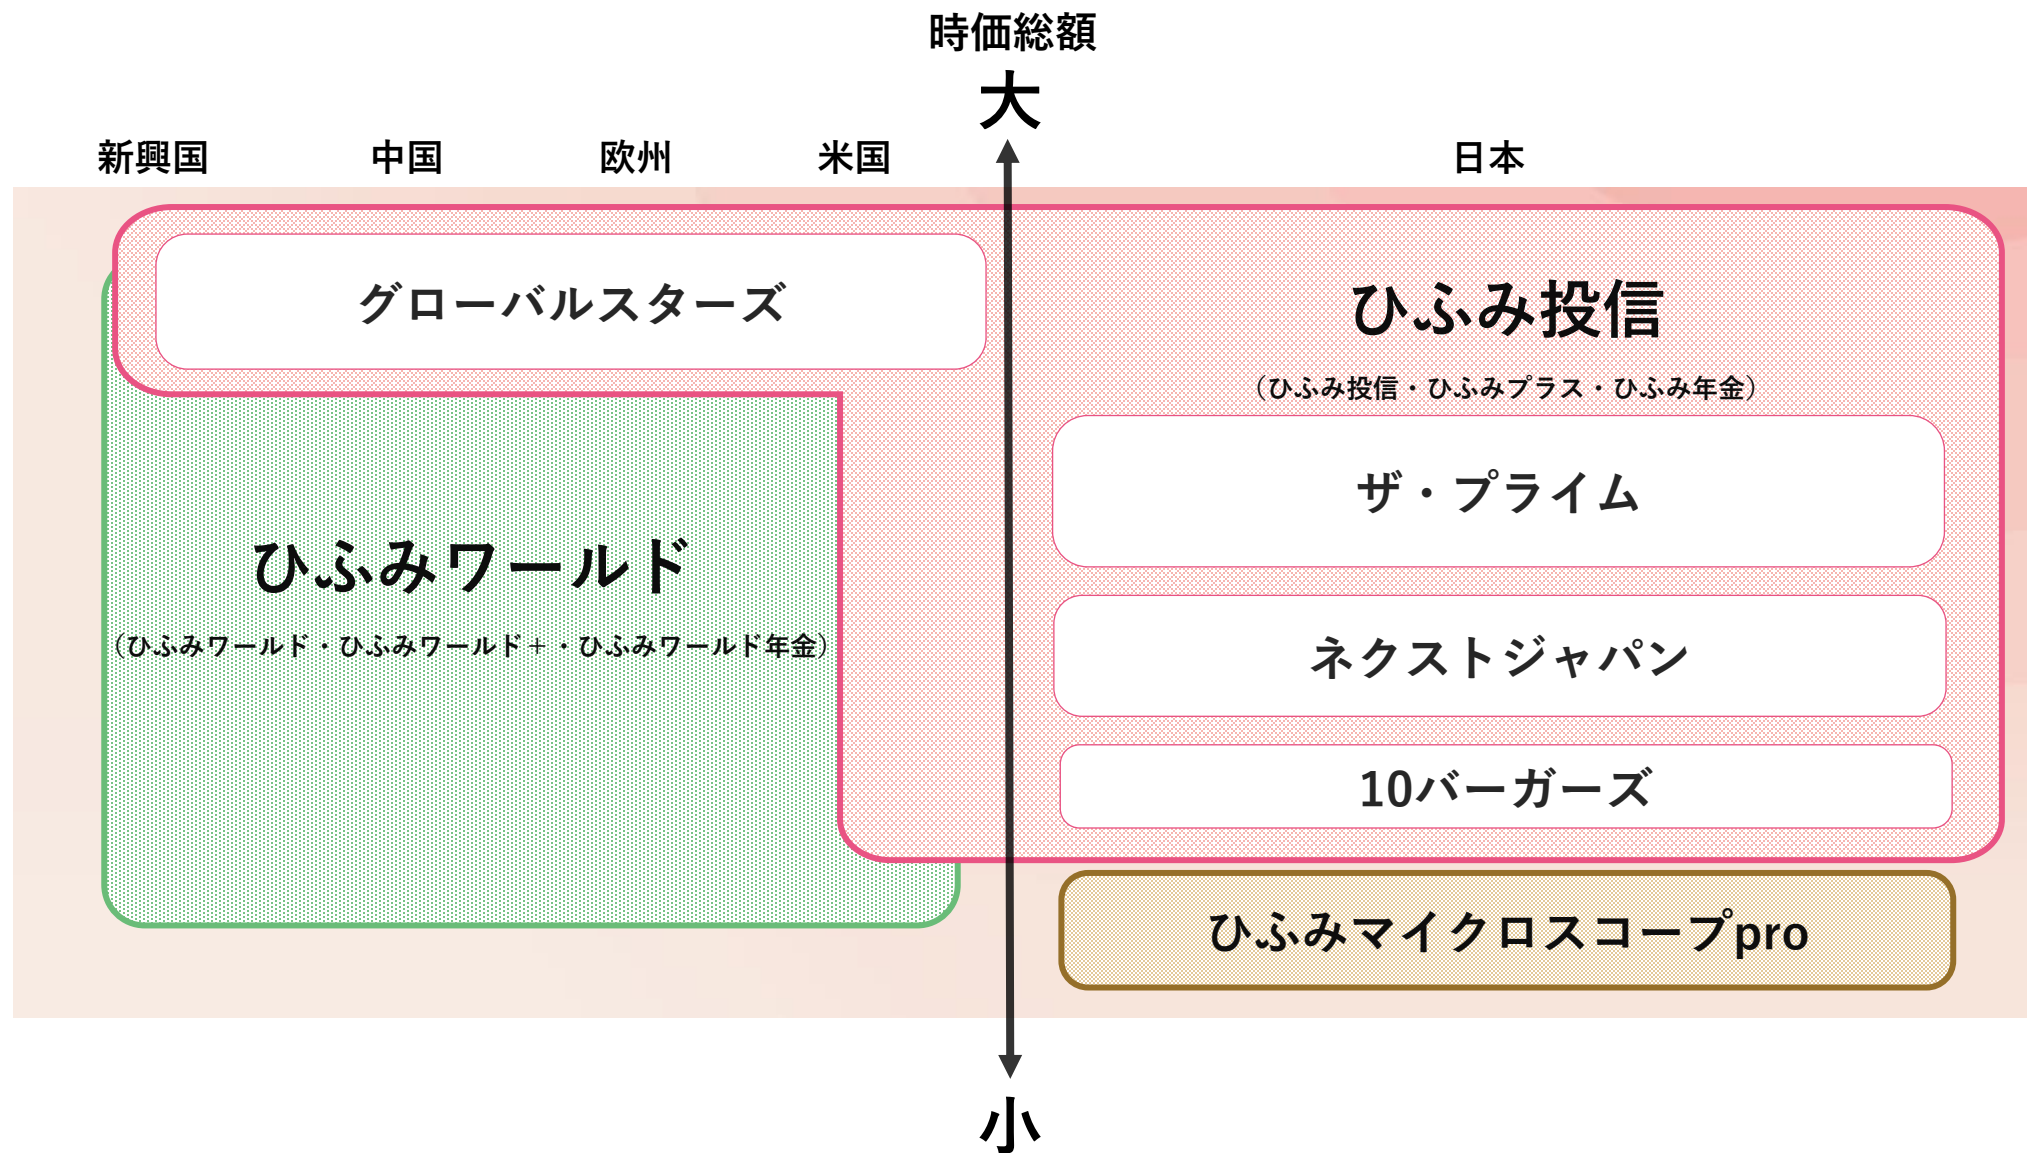 時価総額
大
新興国
中国
欧州
米国
日本
グローバルスターズ
ひふみ投信
（ひふみ投信・ひふみプラス・ひふみ年金）
ザ・プライム
ひふみワールド
（ひふみワールド・ひふみワールド＋・ひふみワールド年金）
ネクストジャパン
10バーガーズ
ひふみマイクロスコープpro
小